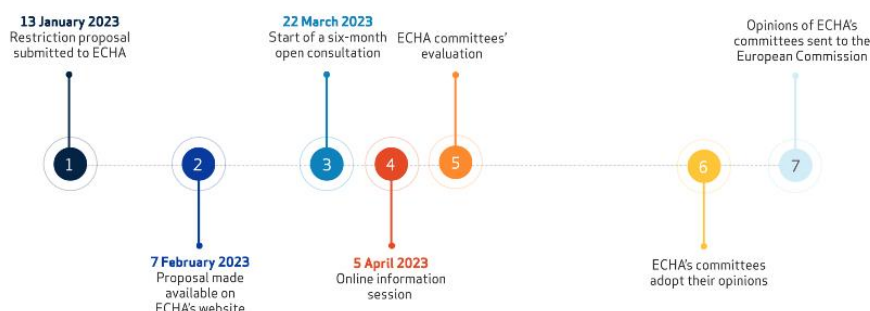 13 January 2023
Restriction proposal
submitted to ECHA
22 March 2023
Start of a six-month
open consultation
ECHA committees'
evaluation
Opinions of ECHA's
committees sent to the
European Commission
1
2
3
4
5
6
7
7 February 2023
Proposal made
available on
ECHA's website
5 April 2023
Online information
session
ECHA's committees
adopt their opinions